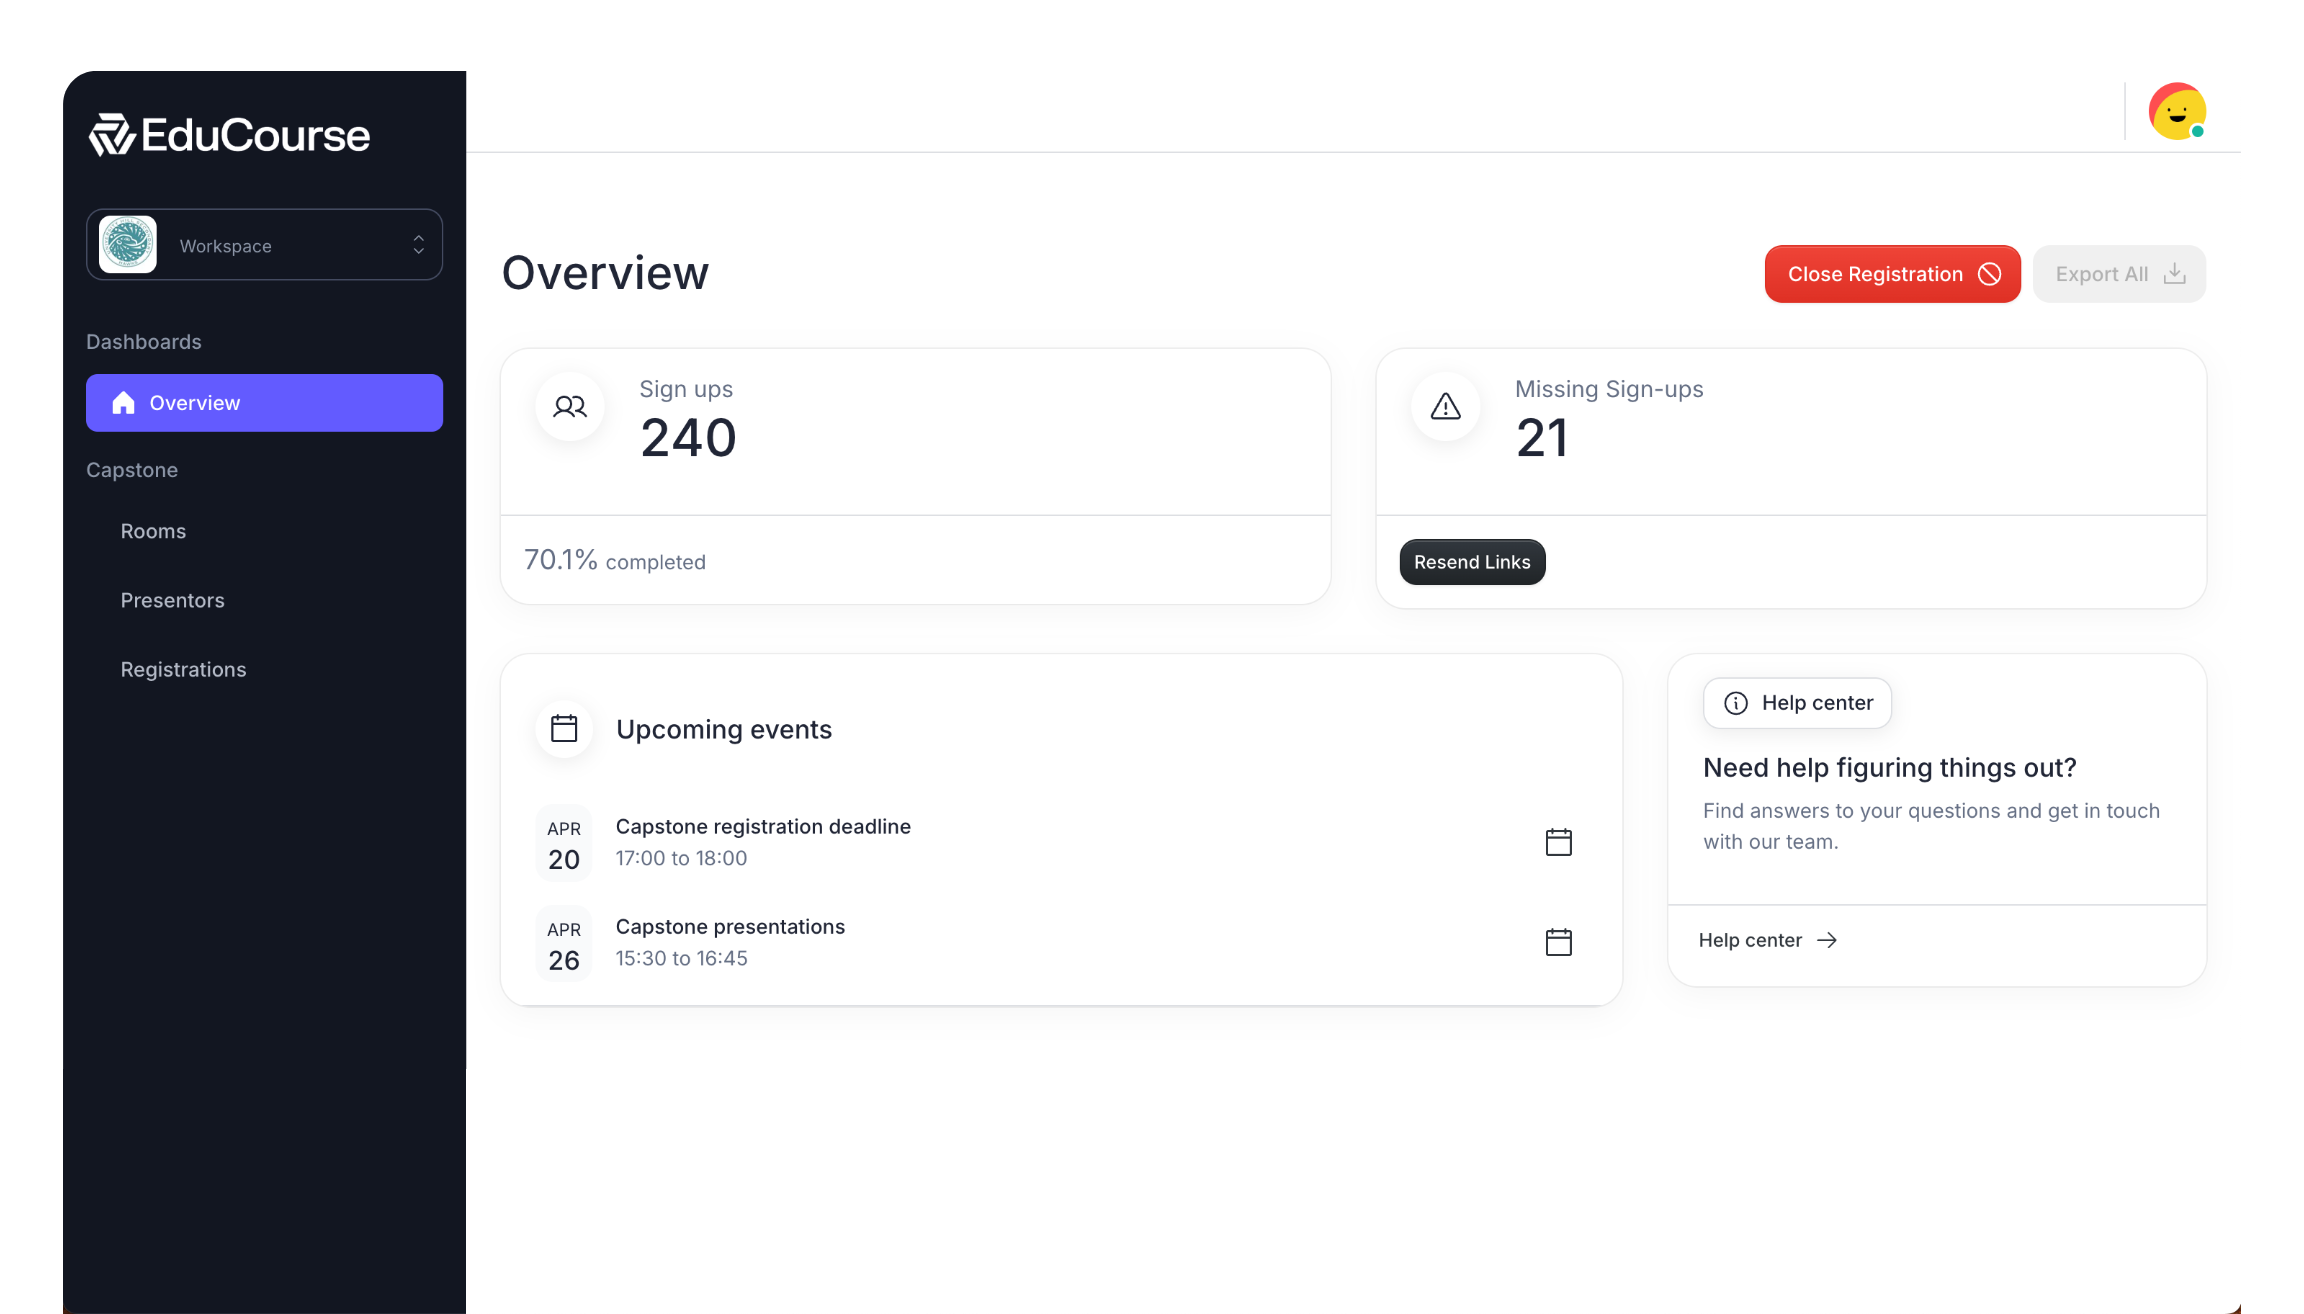 EduCourse
Workspace
Dashboards
Overview
Capstone
Rooms
Presentors
Registrations
Overview
Close Registration
Export All
Sign ups
240
70.1% completed
Missing Sign-ups
21
Resend Links
Upcoming events
APR
20
Capstone registration deadline
17:00 to 18:00
APR
26
Capstone presentations
15:30 to 16:45
Help center
Need help figuring things out?
Find answers to your questions and get in touch
with our team.
Help center